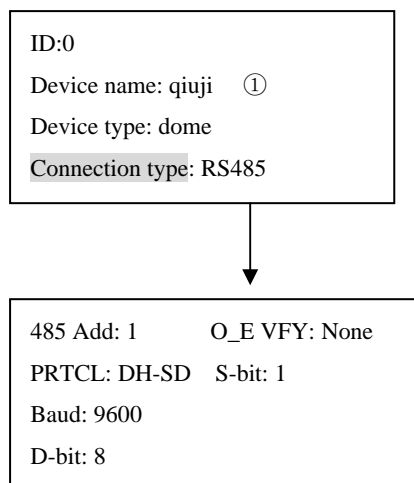 ID:0
Device name: qiuji ①
Device type: dome
Connection type: RS485
485 Add: 1 O_E VFY: None
PRTCL: DH-SD S-bit: 1
Baud: 9600
D-bit: 8